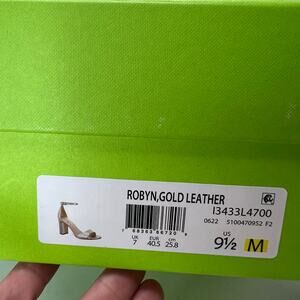 ROBYN,GOLD LEATHER
I3433L4700
0622 5100470952 F2
UK EUR cm
7 40.5 25.8
US
9½ M